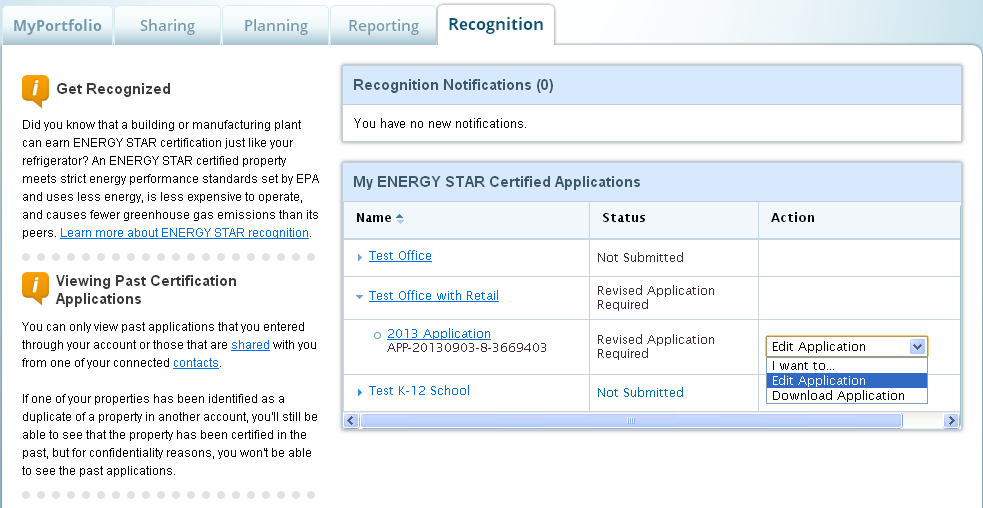 MyPortfolio Sharing Planning Reporting Recognition
Get Recognized
Did you know that a building or manufacturing plant
can earn ENERGY STAR certification just like your
refrigerator? An ENERGY STAR certified property
meets strict energy performance standards set by EPA
and uses less energy, is less expensive to operate,
and causes fewer greenhouse gas emissions than its
peers. Learn more about ENERGY STAR recognition.
Viewing Past Certification
Applications
You can only view past applications that you entered
through your account or those that are shared with you
from one of your connected contacts.
If one of your properties has been identified as a
duplicate of a property in another account, you'll still be
able to see that the property has been certified in the
past, but for confidentiality reasons, you won't be able
to see the past applications.
Recognition Notifications (0)
You have no new notifications.
My ENERGY STAR Certified Applications
Name Status Action
Test Office Not Submitted
Test Office with Retail Revised Application
Required
2013 Application Revised Application
APP-20130903-8-3669403 Required
Edit Application
I want to...
Edit Application
Download Application
Test K-12 School Not Submitted